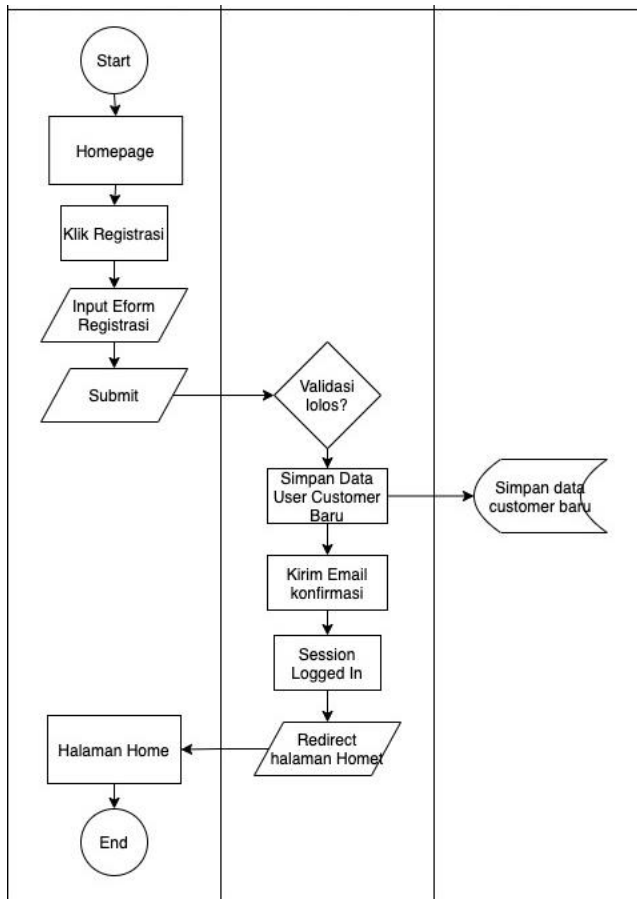 Start
Homepage
Klik Registrasi
Input Eform
Registrasi
Submit
Validasi
lolos?
Simpan Data
User Customer
Baru
Simpan data
customer baru
Kirim Email
konfirmasi
Session
Logged In
Redirect
halaman Homet
Halaman Home
End